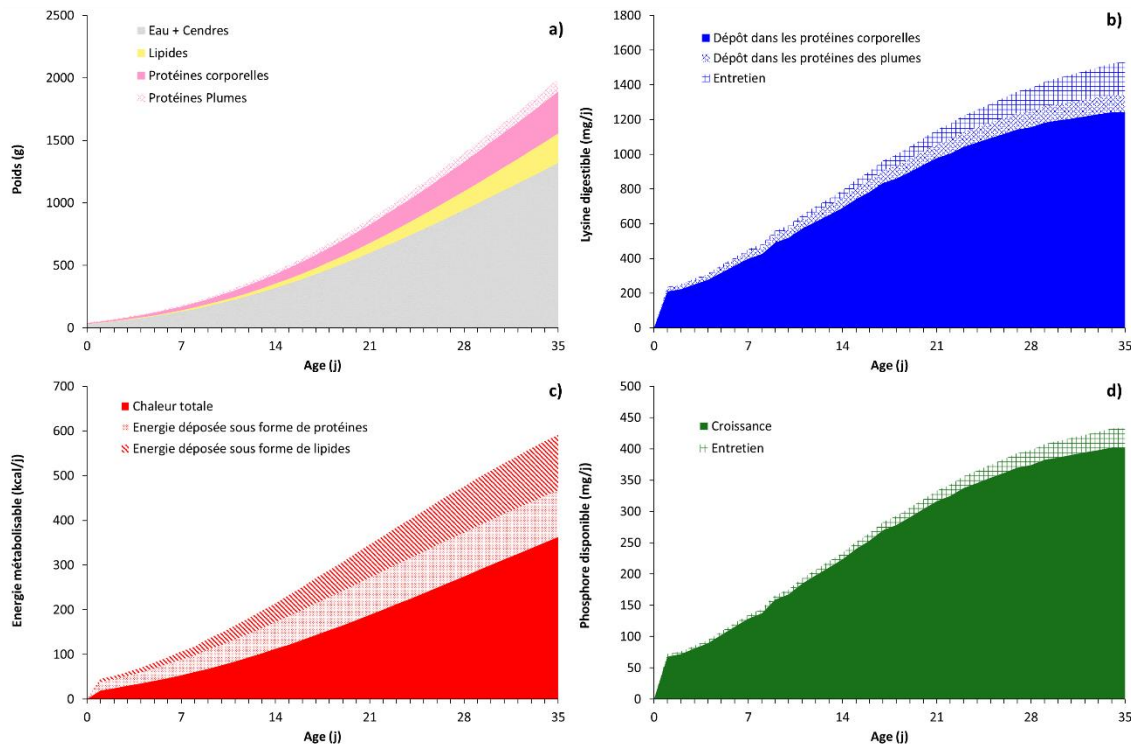 a)
Poids (g)
2500
2000
1500
1000
500
0
Eau + Cendres
Lipides
Protéines corporelles
Protéines Plumes
0 7 14 21 28 35
Age (j)
b)
Lysine digestible (mg/j)
1800
1600
1400
1200
1000
800
600
400
200
0
Dépôt dans les protéines corporelles
Dépôt dans les protéines des plumes
Entretien
0 7 14 21 28 35
Age (j)
c)
Energie métabolisable (kcal/j)
700
600
500
400
300
200
100
0
Chaleur totale
Energie déposée sous forme de protéines
Energie déposée sous forme de lipides
0 7 14 21 28 35
Age (j)
d)
Phosphore disponible (mg/j)
500
450
400
350
300
250
200
150
100
50
0
Croissance
Entretien
0 7 14 21 28 35
Age (j)